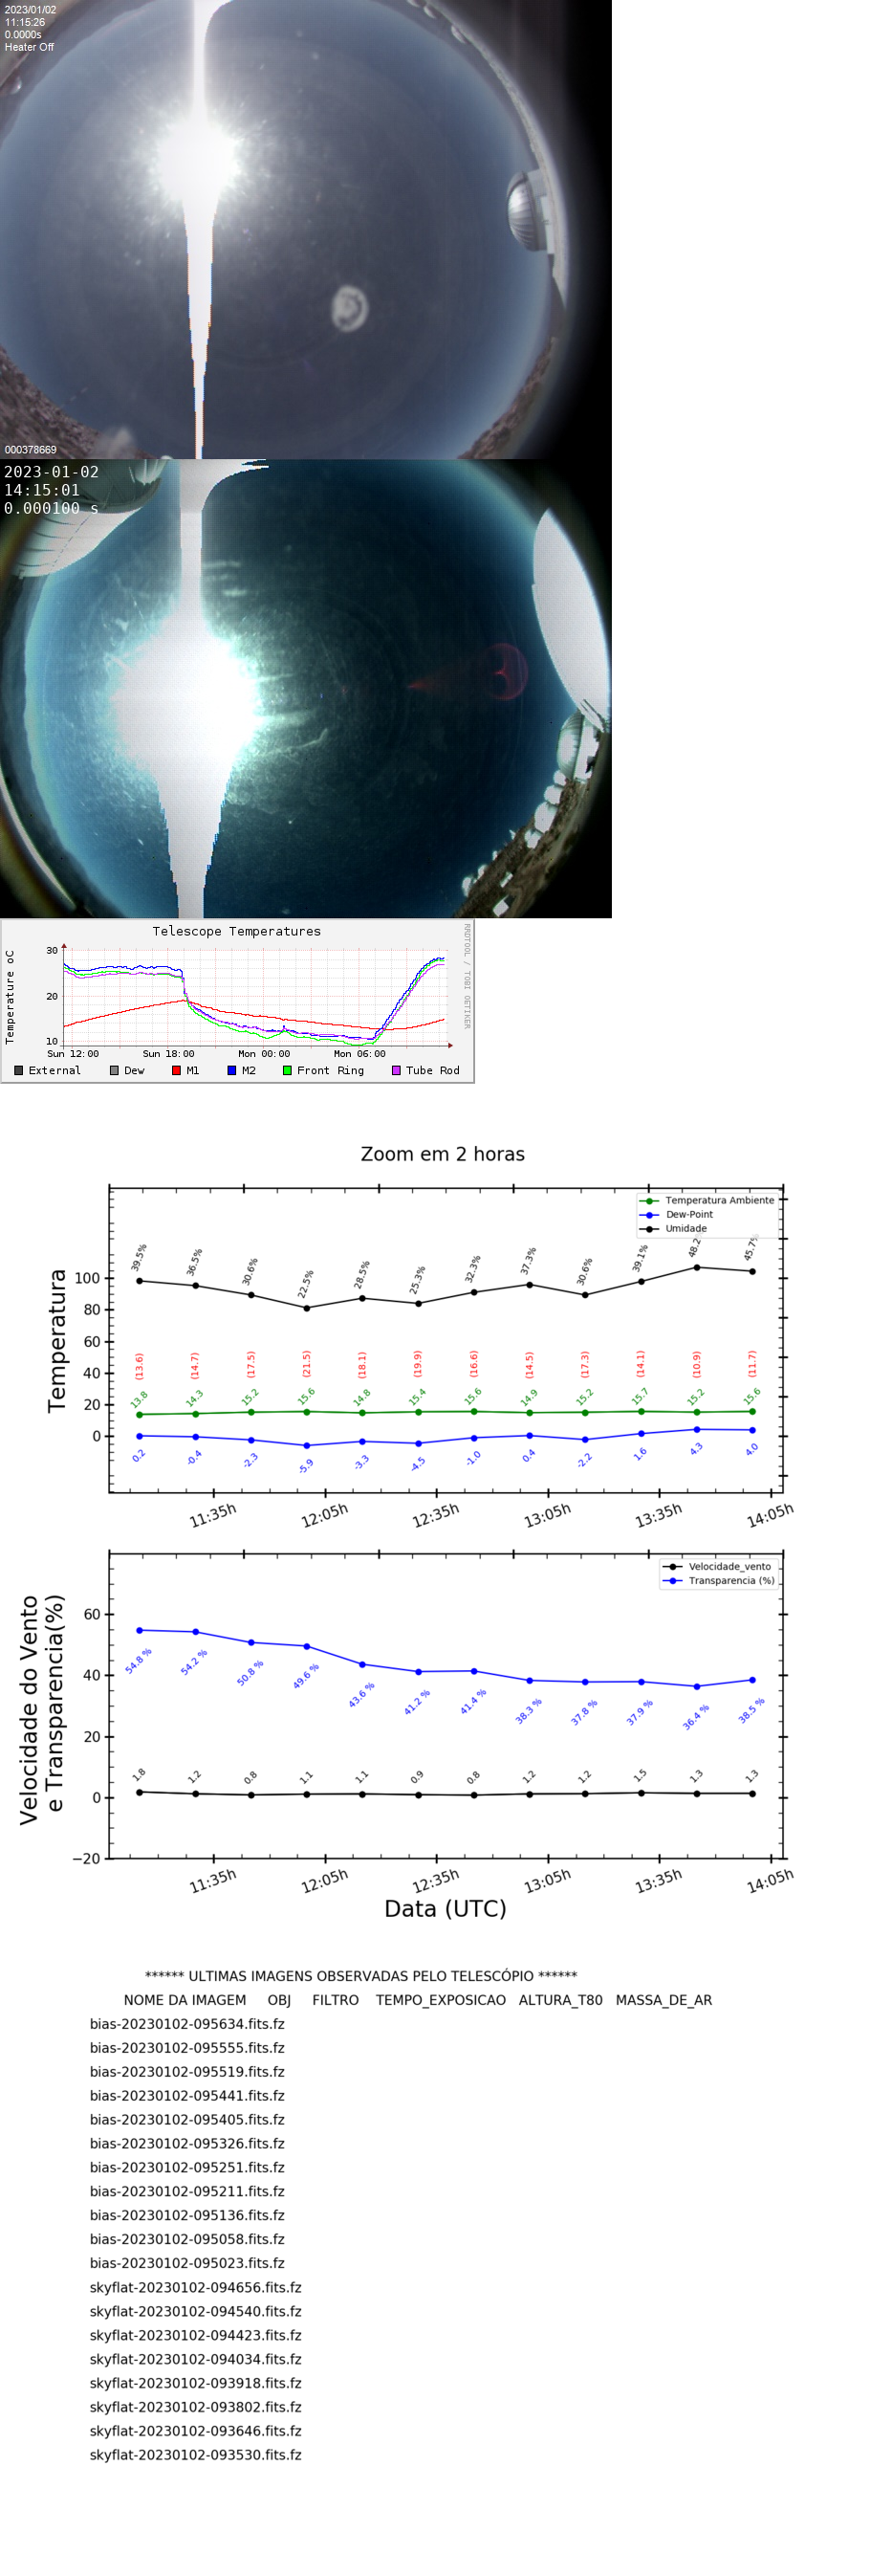 2023/01/02
11:15:26
0.0000s
Heater Off
000378669
2023-01-02
14:15:01
0.000100 s
Telescope Temperatures
RRDTOOL / TOBI OETIKER
Temperature oC
30
20
10
Sun 12:00 Sun 18:00 Mon 00:00 Mon 06:00
External Dew M1 M2 Front Ring Tube Rod
Zoom em 2 horas
Temperatura Ambiente
Dew-Point
Umidade
39.5% 36.5% 30.6% 22.5% 28.5% 25.3% 32.3% 37.3% 30.6% 39.1% 48.2 45.7%
Temperatura
100
80
60
40
20
0
(13.6) (14.7) (17.5) (21.5) (18.1) (19.9) (16.6) (14.5) (17.3) (14.1) (10.9) (11.7)
13.8 14.3 15.2 15.6 14.8 15.4 15.6 14.9 15.2 15.7 15.2 15.6
0.2 -0.4 -2.3 -5.9 -3.3 -4.5 -1.0 0.4 -2.2 1.6 4.3 4.0
11:35h 12:05h 12:35h 13:05h 13:35h 14:05h
Velocidade_vento
Transparencia (%)
Velocidade do Vento
e Transparencia(%)
60
40
20
0
−20
54.8 % 54.2 % 50.8 % 49.6 % 43.6 % 41.2 % 41.4 % 38.3 % 37.8 % 37.9 % 36.4 % 38.5 %
1.8 1.2 0.8 1.1 1.1 0.9 0.8 1.2 1.2 1.5 1.3 1.3
11:35h 12:05h 12:35h 13:05h 13:35h 14:05h
Data (UTC)
****** ULTIMAS IMAGENS OBSERVADAS PELO TELESCÓPIO ******
NOME DA IMAGEM OBJ FILTRO TEMPO_EXPOSICAO ALTURA_T80 MASSA_DE_AR
bias-20230102-095634.fits.fz
bias-20230102-095555.fits.fz
bias-20230102-095519.fits.fz
bias-20230102-095441.fits.fz
bias-20230102-095405.fits.fz
bias-20230102-095326.fits.fz
bias-20230102-095251.fits.fz
bias-20230102-095211.fits.fz
bias-20230102-095136.fits.fz
bias-20230102-095058.fits.fz
bias-20230102-095023.fits.fz
skyflat-20230102-094656.fits.fz
skyflat-20230102-094540.fits.fz
skyflat-20230102-094423.fits.fz
skyflat-20230102-094034.fits.fz
skyflat-20230102-093918.fits.fz
skyflat-20230102-093802.fits.fz
skyflat-20230102-093646.fits.fz
skyflat-20230102-093530.fits.fz